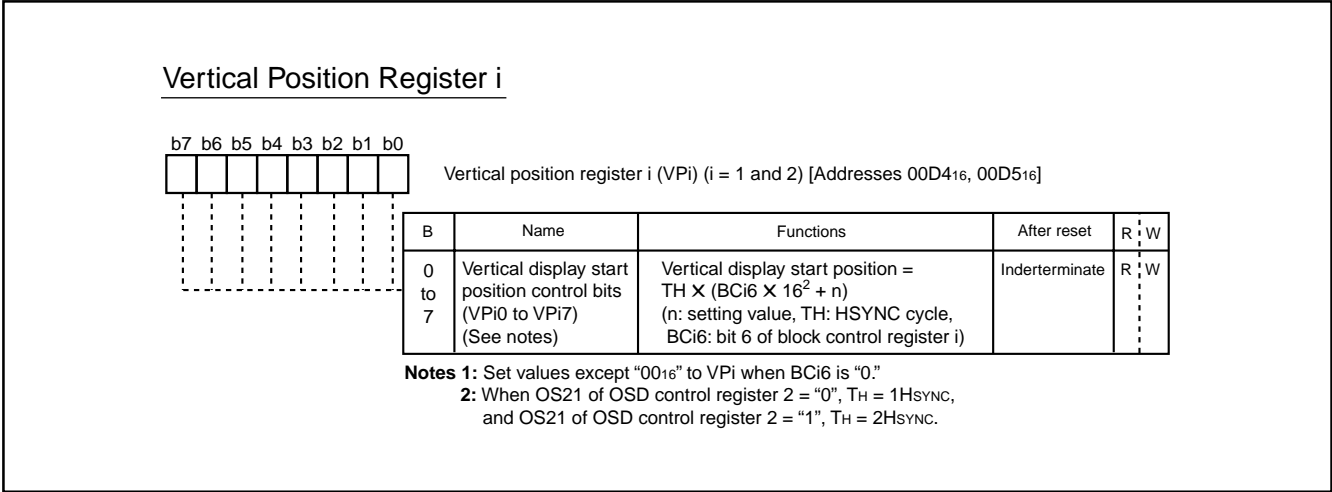 Vertical Position Register i
b7 b6 b5 b4 b3 b2 b1 b0
Vertical position register i (VPi) (i = 1 and 2) [Addresses 00D4₁₆, 00D5₁₆]
B Name Functions After reset R W
0 to 7
Vertical display start
position control bits
(VPi0 to VPi7)
(See notes)
Vertical display start position =
TH ✕ (BCi6 ✕ 16² + n)
(n: setting value, TH: HSYNC cycle,
BCi6: bit 6 of block control register i)
Inderterminate R W
Notes 1: Set values except “00₁₆” to VPi when BCi6 is “0.”
2: When OS21 of OSD control register 2 = “0”, TH = 1HSYNC,
and OS21 of OSD control register 2 = “1”, TH = 2HSYNC.